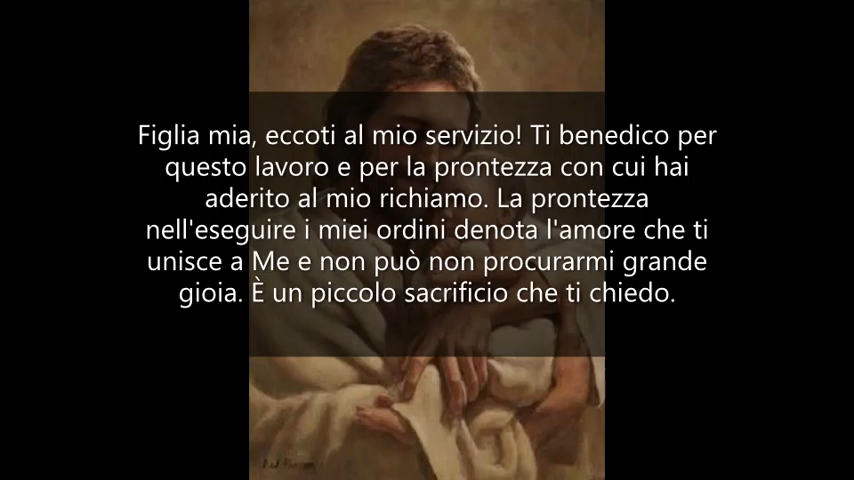 Figlia mia, eccoti al mio servizio! Ti benedico per
questo lavoro e per la prontezza con cui hai
aderito al mio richiamo. La prontezza
nell'eseguire i miei ordini denota l'amore che ti
unisce a Me e non può non procurarmi grande
gioia. È un piccolo sacrificio che ti chiedo.